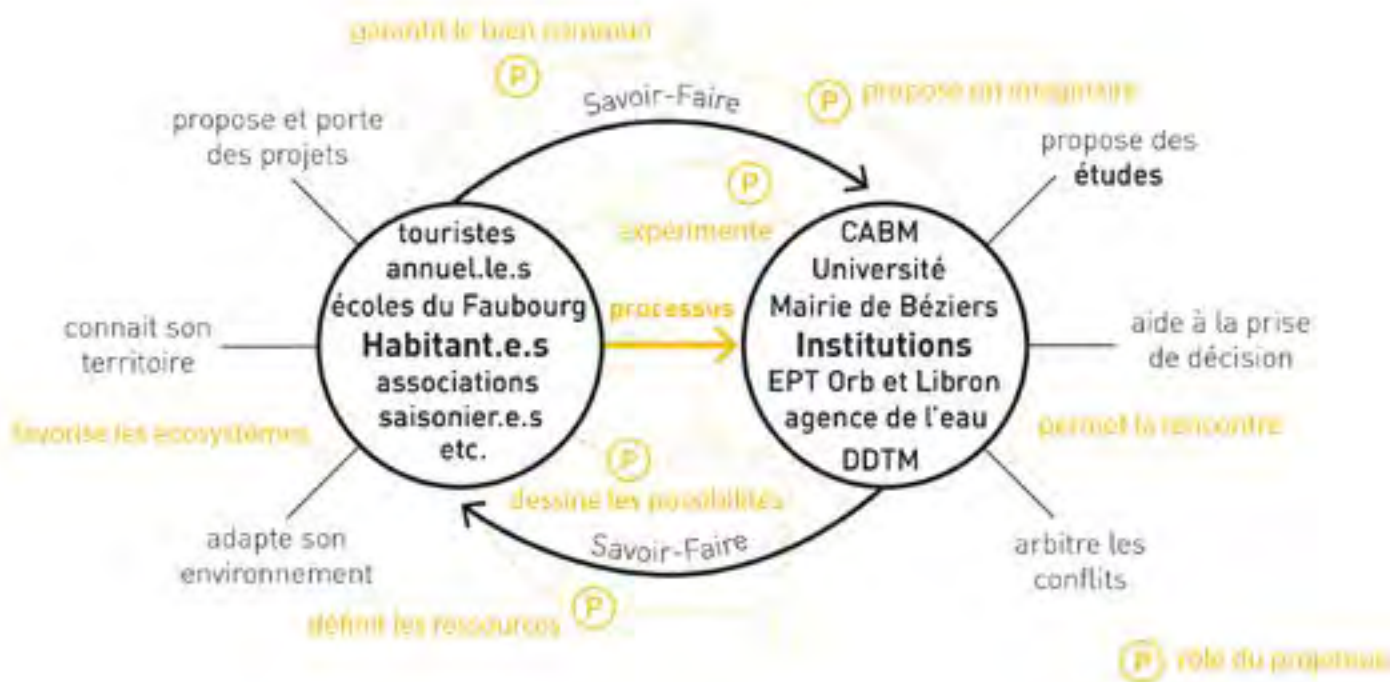 garantit le bien commun
P
Savoir-Faire
P propose un imaginaire
propose et porte
des projets
propose des
études
P
expérimente
touristes
annuel.le.s
écoles du Faubourg
Habitant.e.s
associations
saisonier.e.s
etc.
processus
CABM
Université
Mairie de Béziers
Institutions
EPT Orb et Libron
agence de l'eau
DDTM
connait son
territoire
aide à la prise
de décision
favorise les écosystèmes
permet la rencontre
P
dessine les possibilités
adapte son
environnement
Savoir-Faire
arbitre les
conflits
P
définit les ressources
P rôle du projeteur